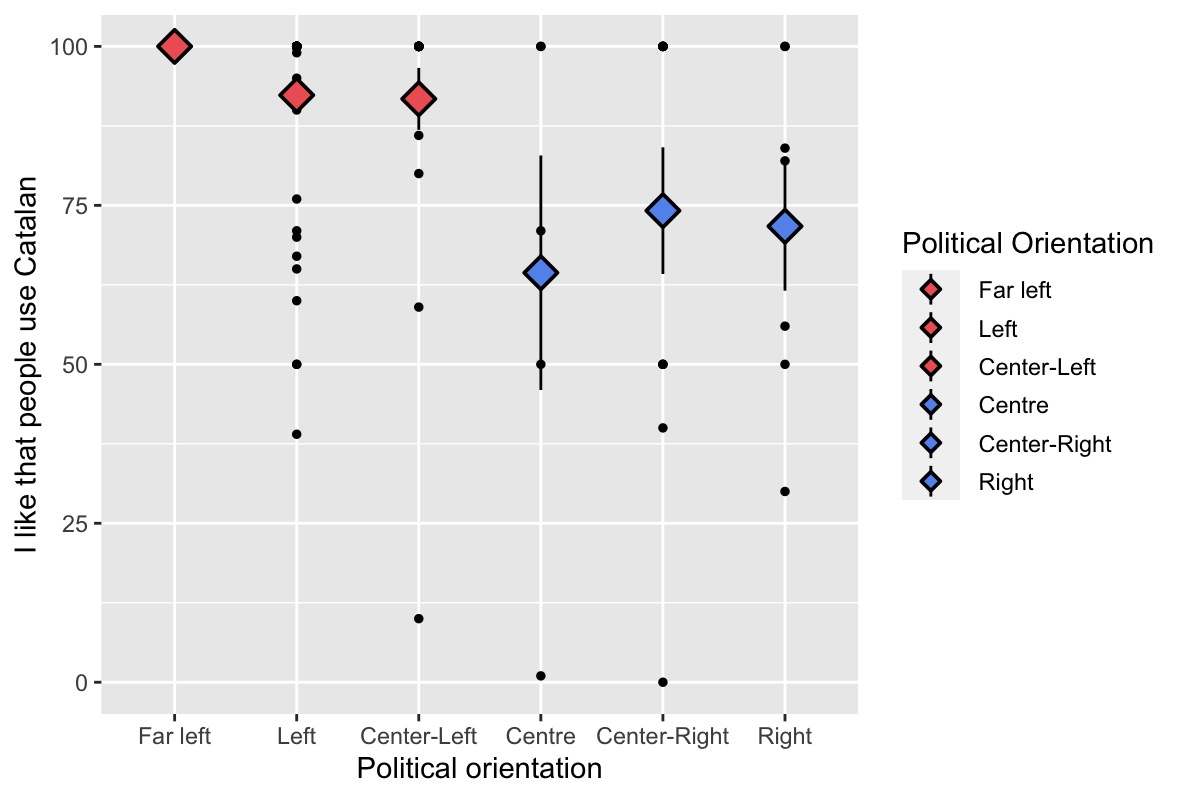 I like that people use Catalan
100
75
50
25
0
Far left
Left
Center-Left
Centre
Center-Right
Right
Political orientation
Political Orientation
Far left
Left
Center-Left
Centre
Center-Right
Right